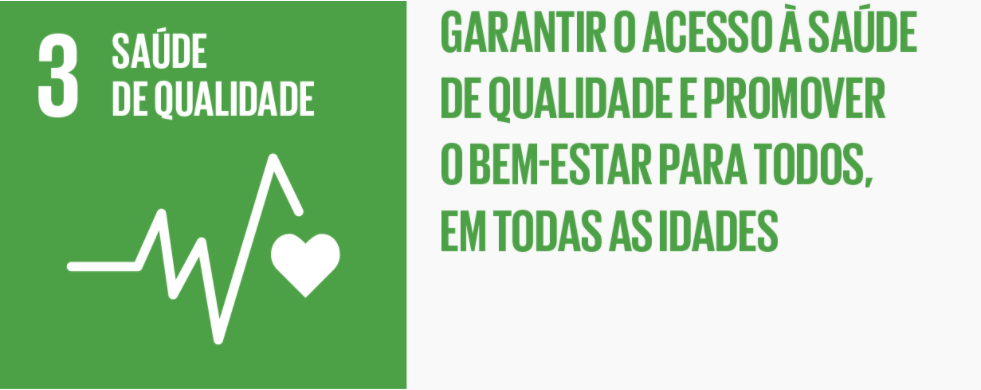 3
SAÚDE
DE QUALIDADE
GARANTIR O ACESSO À SAÚDE
DE QUALIDADE E PROMOVER
O BEM-ESTAR PARA TODOS,
EM TODAS AS IDADES